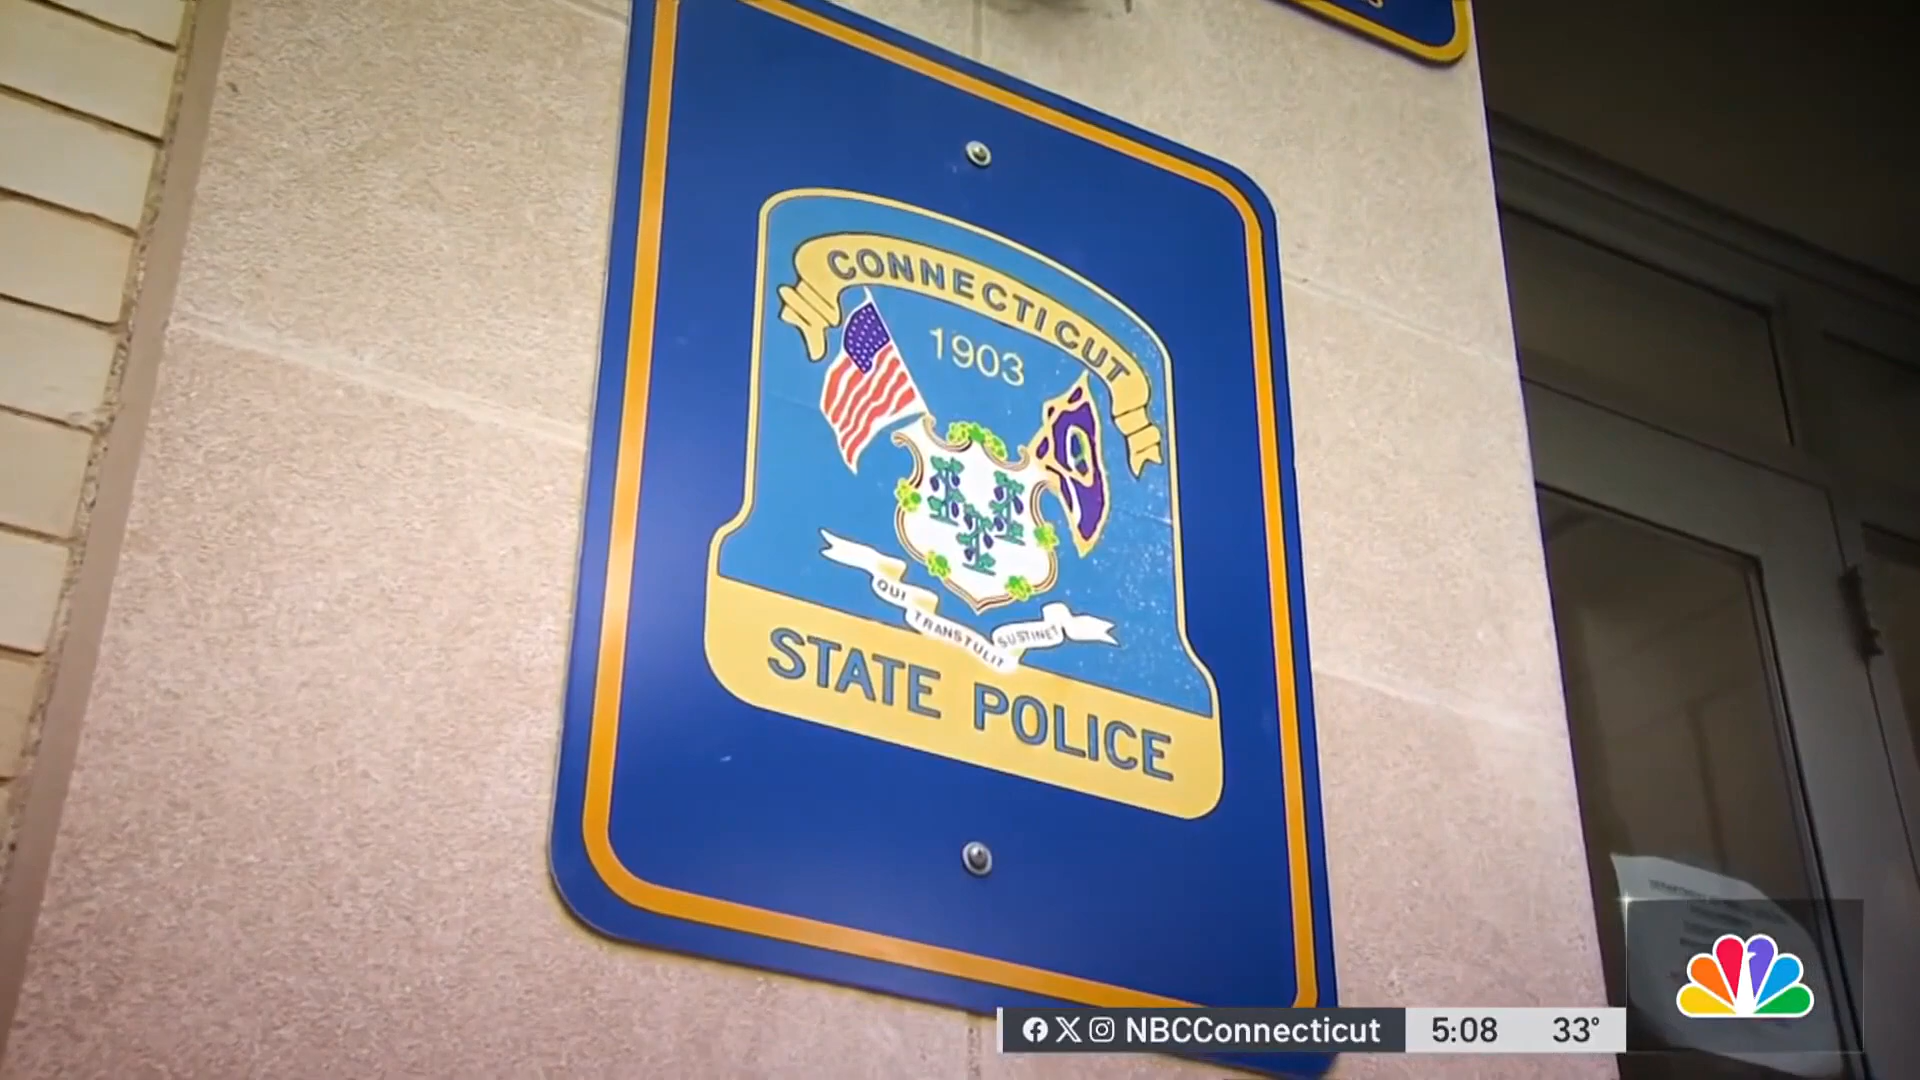 CONNECTICUT
1903
QUI TRANSTULIT SUSTINET
STATE POLICE
NBCConnecticut 5:08 33°